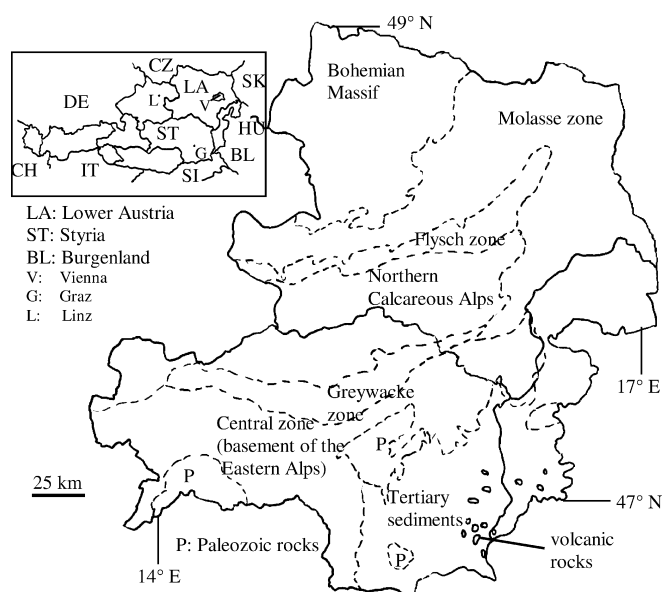 49° N
Bohemian
Massif
Molasse zone
CZ
LA
SK
DE
L
V
ST
HU
G
BL
CH
IT
SI
LA: Lower Austria
ST: Styria
BL: Burgenland
V: Vienna
G: Graz
L: Linz
Flysch zone
Northern
Calcareous Alps
17° E
Greywacke
zone
Central zone
(basement of the
Eastern Alps)
P
P
25 km
Tertiary
sediments
47° N
P: Paleozoic rocks
P
volcanic
rocks
14° E